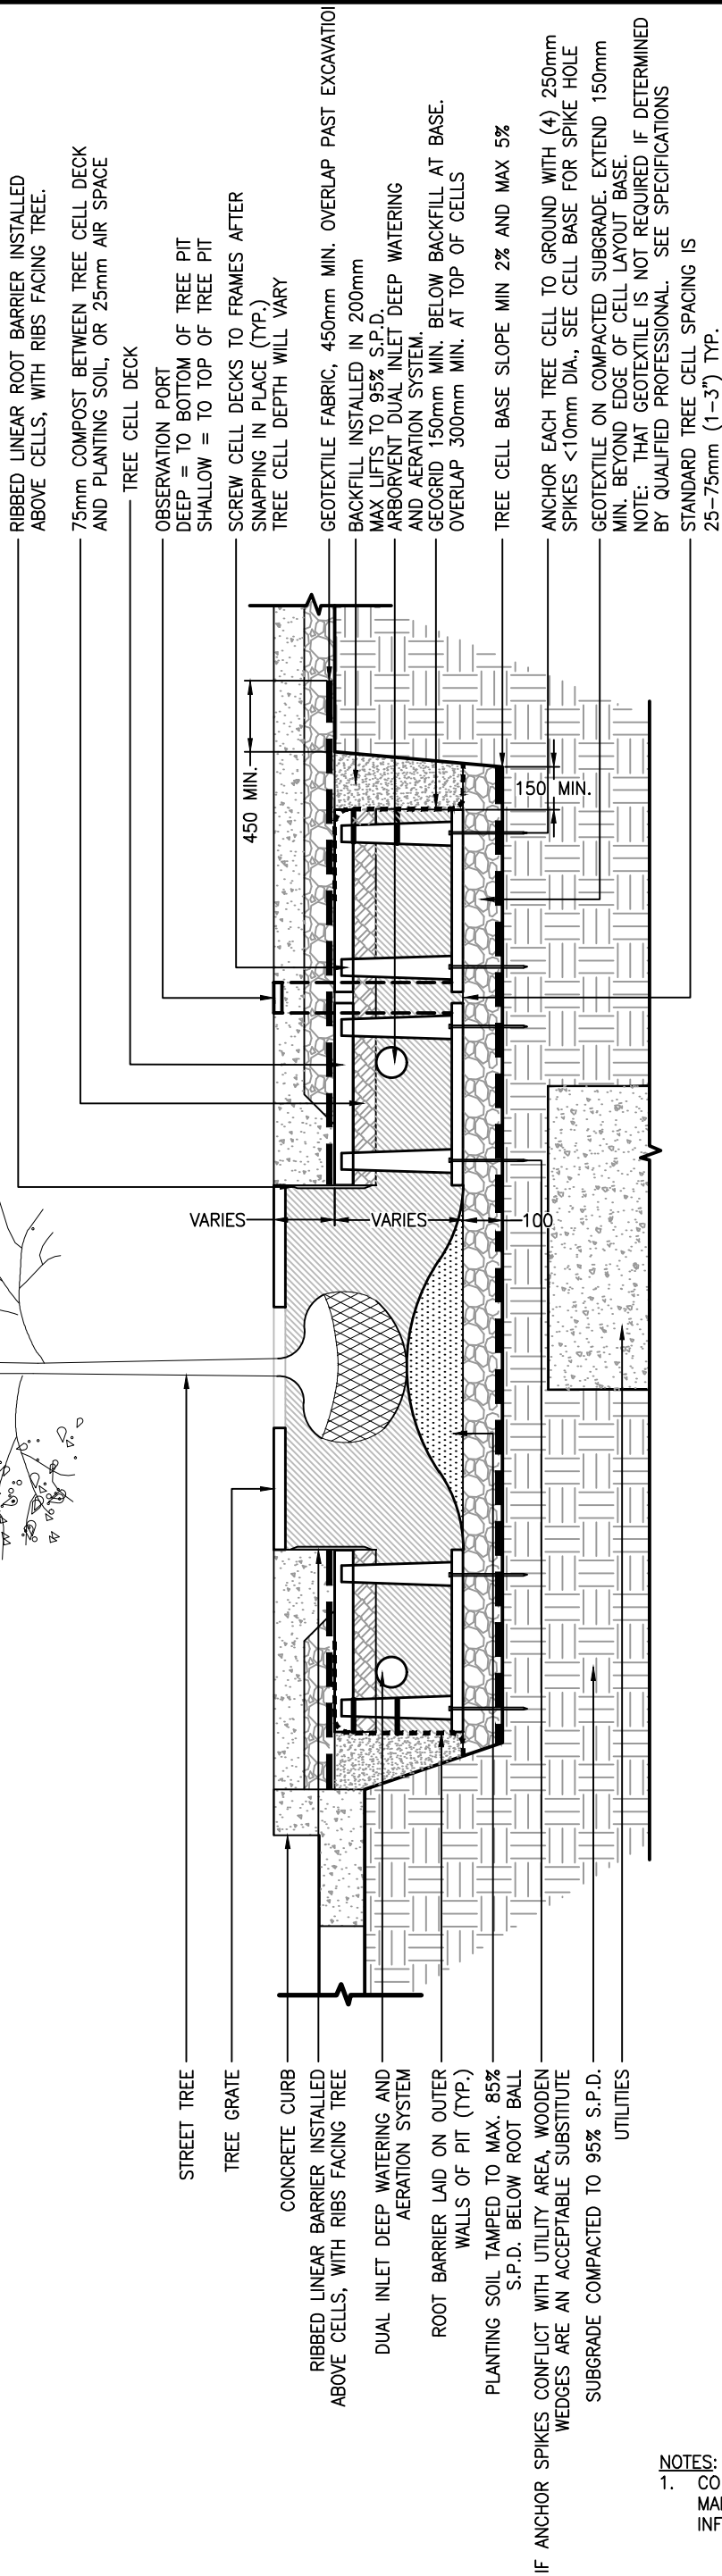 RIBBED LINEAR ROOT BARRIER INSTALLED
ABOVE CELLS, WITH RIBS FACING TREE.
75mm COMPOST BETWEEN TREE CELL DECK
AND PLANTING SOIL, OR 25mm AIR SPACE
TREE CELL DECK
OBSERVATION PORT
DEEP = TO BOTTOM OF TREE PIT
SHALLOW = TO TOP OF TREE PIT
SCREW CELL DECKS TO FRAMES AFTER
SNAPPING IN PLACE (TYP.)
TREE CELL DEPTH WILL VARY
GEOTEXTILE FABRIC, 450mm MIN. OVERLAP PAST EXCAVATION
BACKFILL INSTALLED IN 200mm
MAX LIFTS TO 95% S.P.D.
ARBORVENT DUAL INLET DEEP WATERING
AND AERATION SYSTEM.
GEOGRID 150mm MIN. BELOW BACKFILL AT BASE.
OVERLAP 300mm MIN. AT TOP OF CELLS
TREE CELL BASE SLOPE MIN 2% AND MAX 5%
ANCHOR EACH TREE CELL TO GROUND WITH (4) 250mm
SPIKES <10mm DIA., SEE CELL BASE FOR SPIKE HOLE
GEOTEXTILE ON COMPACTED SUBGRADE. EXTEND 150mm
MIN. BEYOND EDGE OF CELL LAYOUT BASE.
NOTE: THAT GEOTEXTILE IS NOT REQUIRED IF DETERMINED
BY QUALIFIED PROFESSIONAL. SEE SPECIFICATIONS
STANDARD TREE CELL SPACING IS
25-75mm (1-3") TYP.
450 MIN.
150 MIN.
VARIES
VARIES
100
STREET TREE
TREE GRATE
CONCRETE CURB
RIBBED LINEAR BARRIER INSTALLED
ABOVE CELLS, WITH RIBS FACING TREE
DUAL INLET DEEP WATERING AND
AERATION SYSTEM
ROOT BARRIER LAID ON OUTER
WALLS OF PIT (TYP.)
PLANTING SOIL TAMPED TO MAX. 85%
S.P.D. BELOW ROOT BALL
IF ANCHOR SPIKES CONFLICT WITH UTILITY AREA, WOODEN
WEDGES ARE AN ACCEPTABLE SUBSTITUTE
SUBGRADE COMPACTED TO 95% S.P.D.
UTILITIES
NOTES:
1. CO
MA
INF